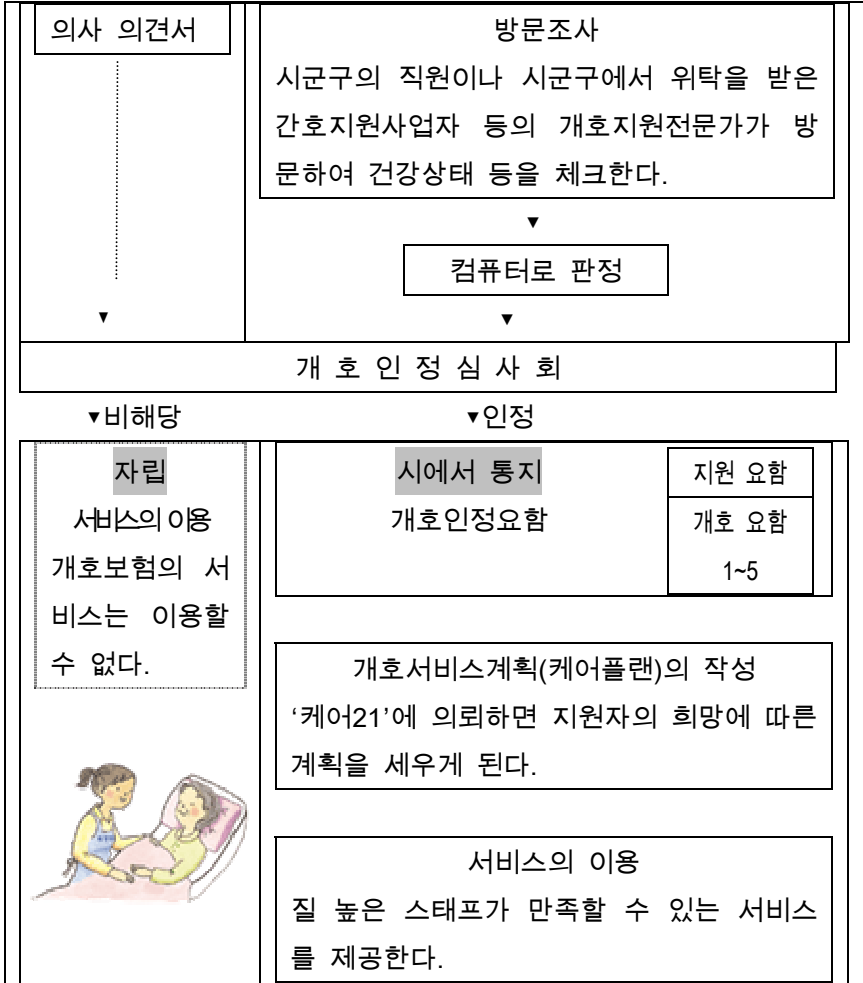 의사 의견서
방문조사
시군구의 직원이나 시군구에서 위탁을 받은
간호지원사업자 등의 개호지원전문가가 방
문하여 건강상태 등을 체크한다.
▼
컴퓨터로 판정
▼
▼
개 호 인 정 심 사 회
▼비해당
▼인정
자립
서비스의 이용
개호보험의 서
비스는 이용할
수 없다.
시에서 통지
개호인정요함
지원 요함
개호 요함
1~5
개호서비스계획(케어플랜)의 작성
‘케어21’에 의뢰하면 지원자의 희망에 따른
계획을 세우게 된다.
서비스의 이용
질 높은 스태프가 만족할 수 있는 서비스
를 제공한다.